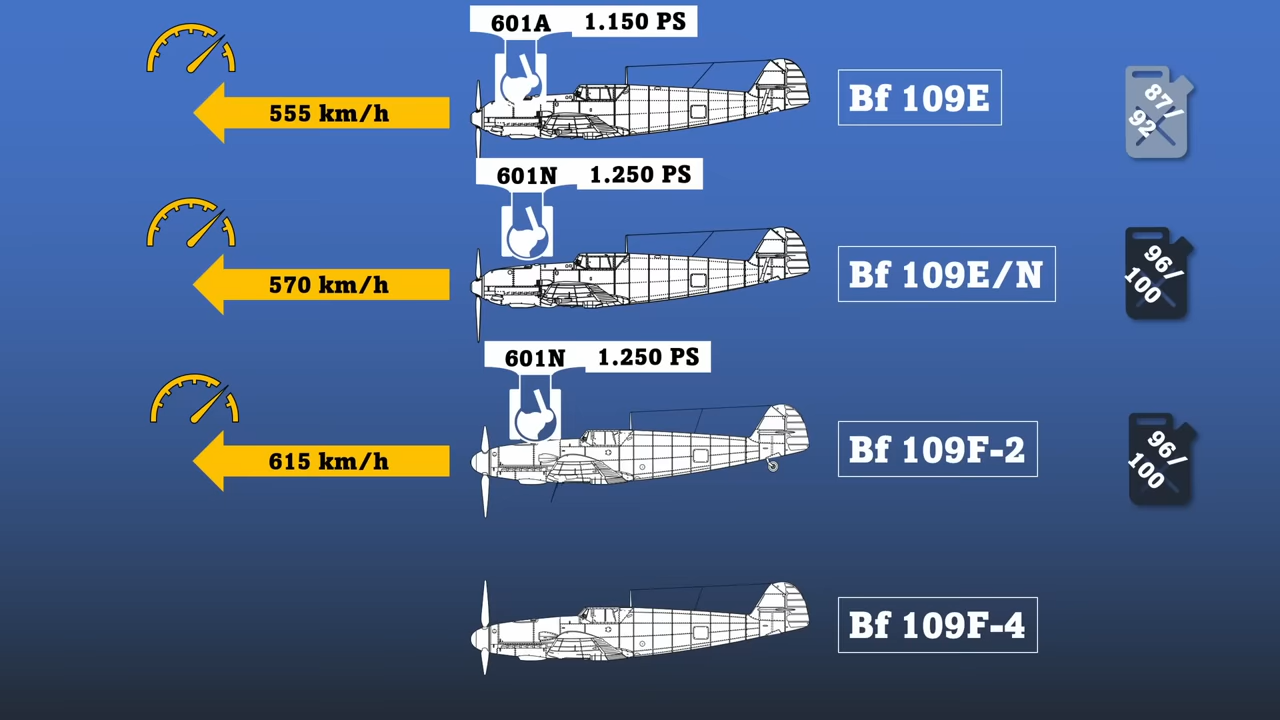 601A 1.150 PS
555 km/h
Bf 109E
87/
92
601N 1.250 PS
570 km/h
Bf 109E/N
96/
100
601N 1.250 PS
615 km/h
Bf 109F-2
96/
100
Bf 109F-4